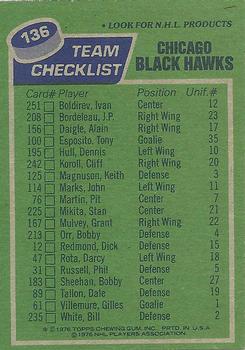 • LOOK FOR N.H.L. PRODUCTS
136
TEAM CHECKLIST
CHICAGO BLACK HAWKS
Card# Player Position Unif.#
251 Boldirev, Ivan Center 12
208 Bordeleau, J.P. Right Wing 23
156 Daigle, Alain Right Wing 17
100 Esposito, Tony Goalie 35
195 Hull, Dennis Left Wing 10
242 Koroll, Cliff Right Wing 20
125 Magnuson, Keith Defense 3
114 Marks, John Left Wing 11
76 Martin, Pit Center 7
225 Mikita, Stan Center 21
167 Mulvey, Grant Right Wing 22
213 Orr, Bobby Defense 4
12 Redmond, Dick Defense 15
47 Rota, Darcy Left Wing 18
31 Russell, Phil Defense 5
183 Sheehan, Bobby Center 27
89 Tallon, Dale Defense 19
61 Villemure, Gilles Goalie 1
235 White, Bill Defense 2
© 1976 TOPPS CHEWING GUM, INC. PRTD. IN U.S.A.
© 1976 NHL PLAYERS ASSOCIATION